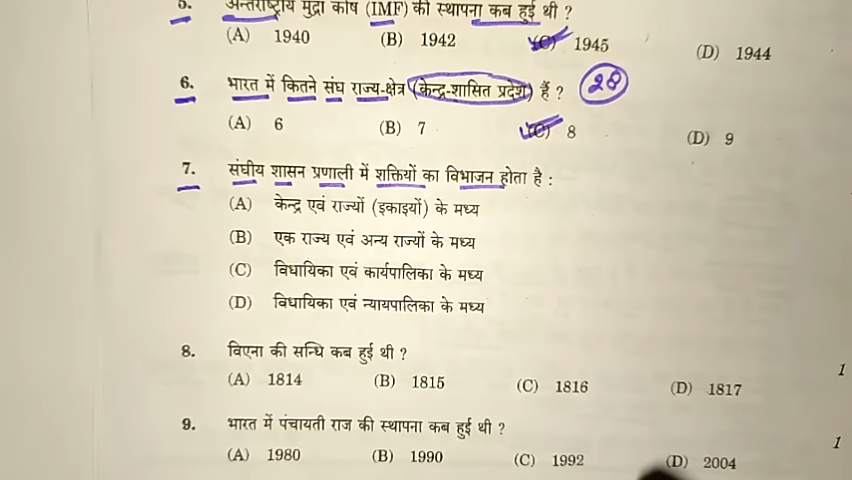 5. अन्तर्राष्ट्रीय मुद्रा कोष (IMF) की स्थापना कब हुई थी ?
(A) 1940 (B) 1942 (C) 1945 (D) 1944
6. भारत में कितने संघ राज्य-क्षेत्र (केन्द्र-शासित प्रदेश) हैं ? 28
(A) 6 (B) 7 (C) 8 (D) 9
7. संघीय शासन प्रणाली में शक्तियों का विभाजन होता है :
(A) केन्द्र एवं राज्यों (इकाइयों) के मध्य
(B) एक राज्य एवं अन्य राज्यों के मध्य
(C) विधायिका एवं कार्यपालिका के मध्य
(D) विधायिका एवं न्यायपालिका के मध्य
8. विएना की सन्धि कब हुई थी ?
(A) 1814 (B) 1815 (C) 1816 (D) 1817 1
9. भारत में पंचायती राज की स्थापना कब हुई थी ? 1
(A) 1980 (B) 1990 (C) 1992 (D) 2004